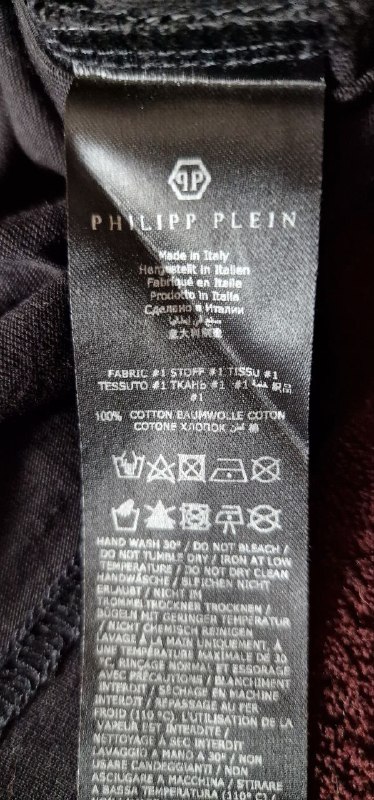 PHILIPP PLEIN
Made in Italy
Hergestellt in Italien
Fabriqué en Italie
Prodotto in Italia
Сделано в Италии
FABRIC #1 STOFF #1 TISSU #1
TESSUTO #1 ТКАНЬ #1 #1
#1
100% COTTON BAUMWOLLE COTON
COTONE ХЛОПОК قطن 棉
HAND WASH 30° / DO NOT BLEACH /
DO NOT TUMBLE DRY / IRON AT LOW
TEMPERATURE / DO NOT DRY CLEAN
HANDWÄSCHE / BLEICHEN NICHT
ERLAUBT / NICHT IM
TROMMELTROCKNER TROCKNEN /
BÜGELN MIT GERINGER TEMPERATUR
/ NICHT CHEMISCH REINIGEN
LAVAGE À LA MAIN UNIQUEMENT, À
UNE TEMPÉRATURE MAXIMALE DE 30
°C, RINÇAGE NORMAL ET ESSORAGE
AVEC PRÉCAUTIONS / BLANCHIMENT
INTERDIT / SÉCHAGE EN MACHINE
INTERDIT / REPASSAGE AU FER
FROID (110 °C) / L'UTILISATION DE LA
VAPEUR EST INTERDITE /
NETTOYAGE À SEC INTERDIT
LAVAGGIO A MANO A 30° / NON
USARE CANDEGGIANTI / NON
ASCIUGARE A MACCHINA / STIRARE
A BASSA TEMPERATURA (110° C) /